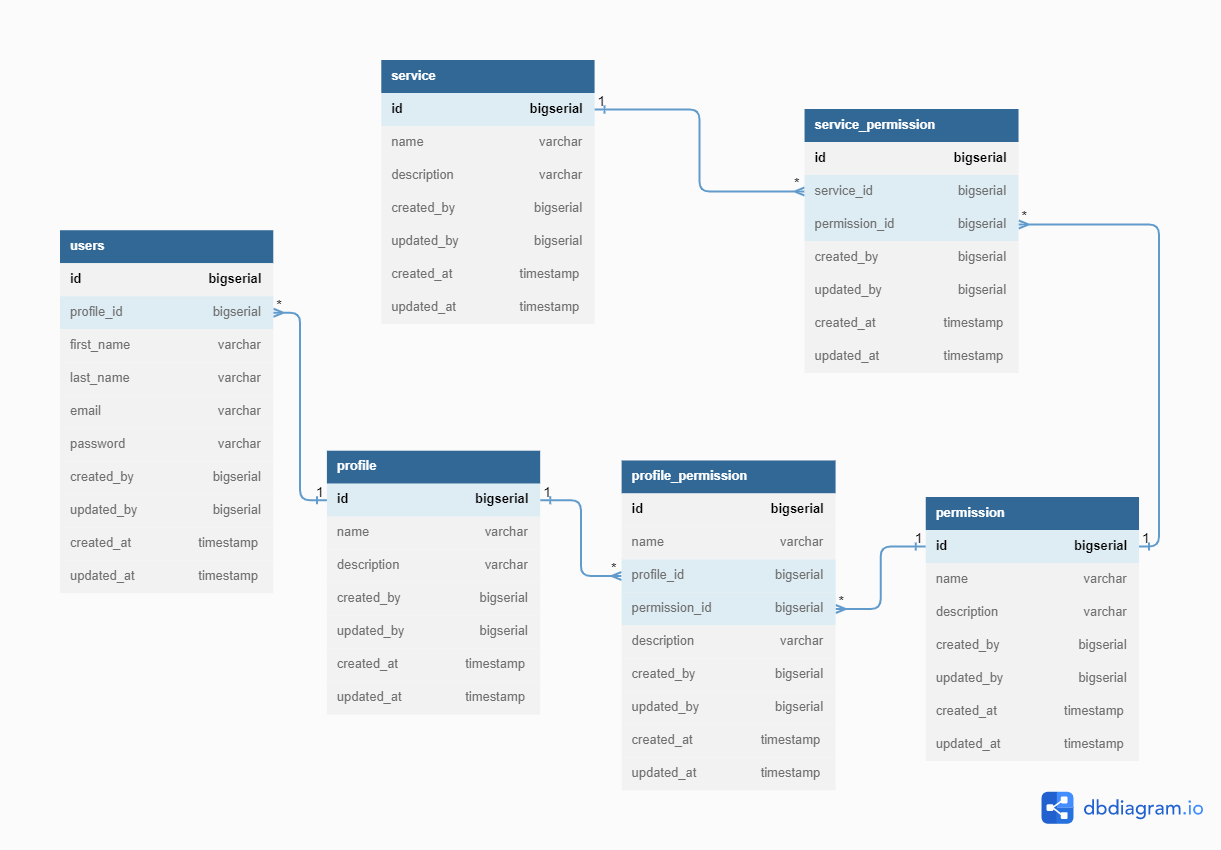 service
id bigserial
name varchar
description varchar
created_by bigserial
updated_by bigserial
created_at timestamp
updated_at timestamp
1
*
service_permission
id bigserial
service_id bigserial
permission_id bigserial
created_by bigserial
updated_by bigserial
created_at timestamp
updated_at timestamp
*
users
id bigserial
profile_id bigserial
first_name varchar
last_name varchar
email varchar
password varchar
created_by bigserial
updated_by bigserial
created_at timestamp
updated_at timestamp
*
1
profile
id bigserial
name varchar
description varchar
created_by bigserial
updated_by bigserial
created_at timestamp
updated_at timestamp
1
*
profile_permission
id bigserial
name varchar
profile_id bigserial
permission_id bigserial
description varchar
created_by bigserial
updated_by bigserial
created_at timestamp
updated_at timestamp
*
1
permission
id bigserial
name varchar
description varchar
created_by bigserial
updated_by bigserial
created_at timestamp
updated_at timestamp
1
dbdiagram.io